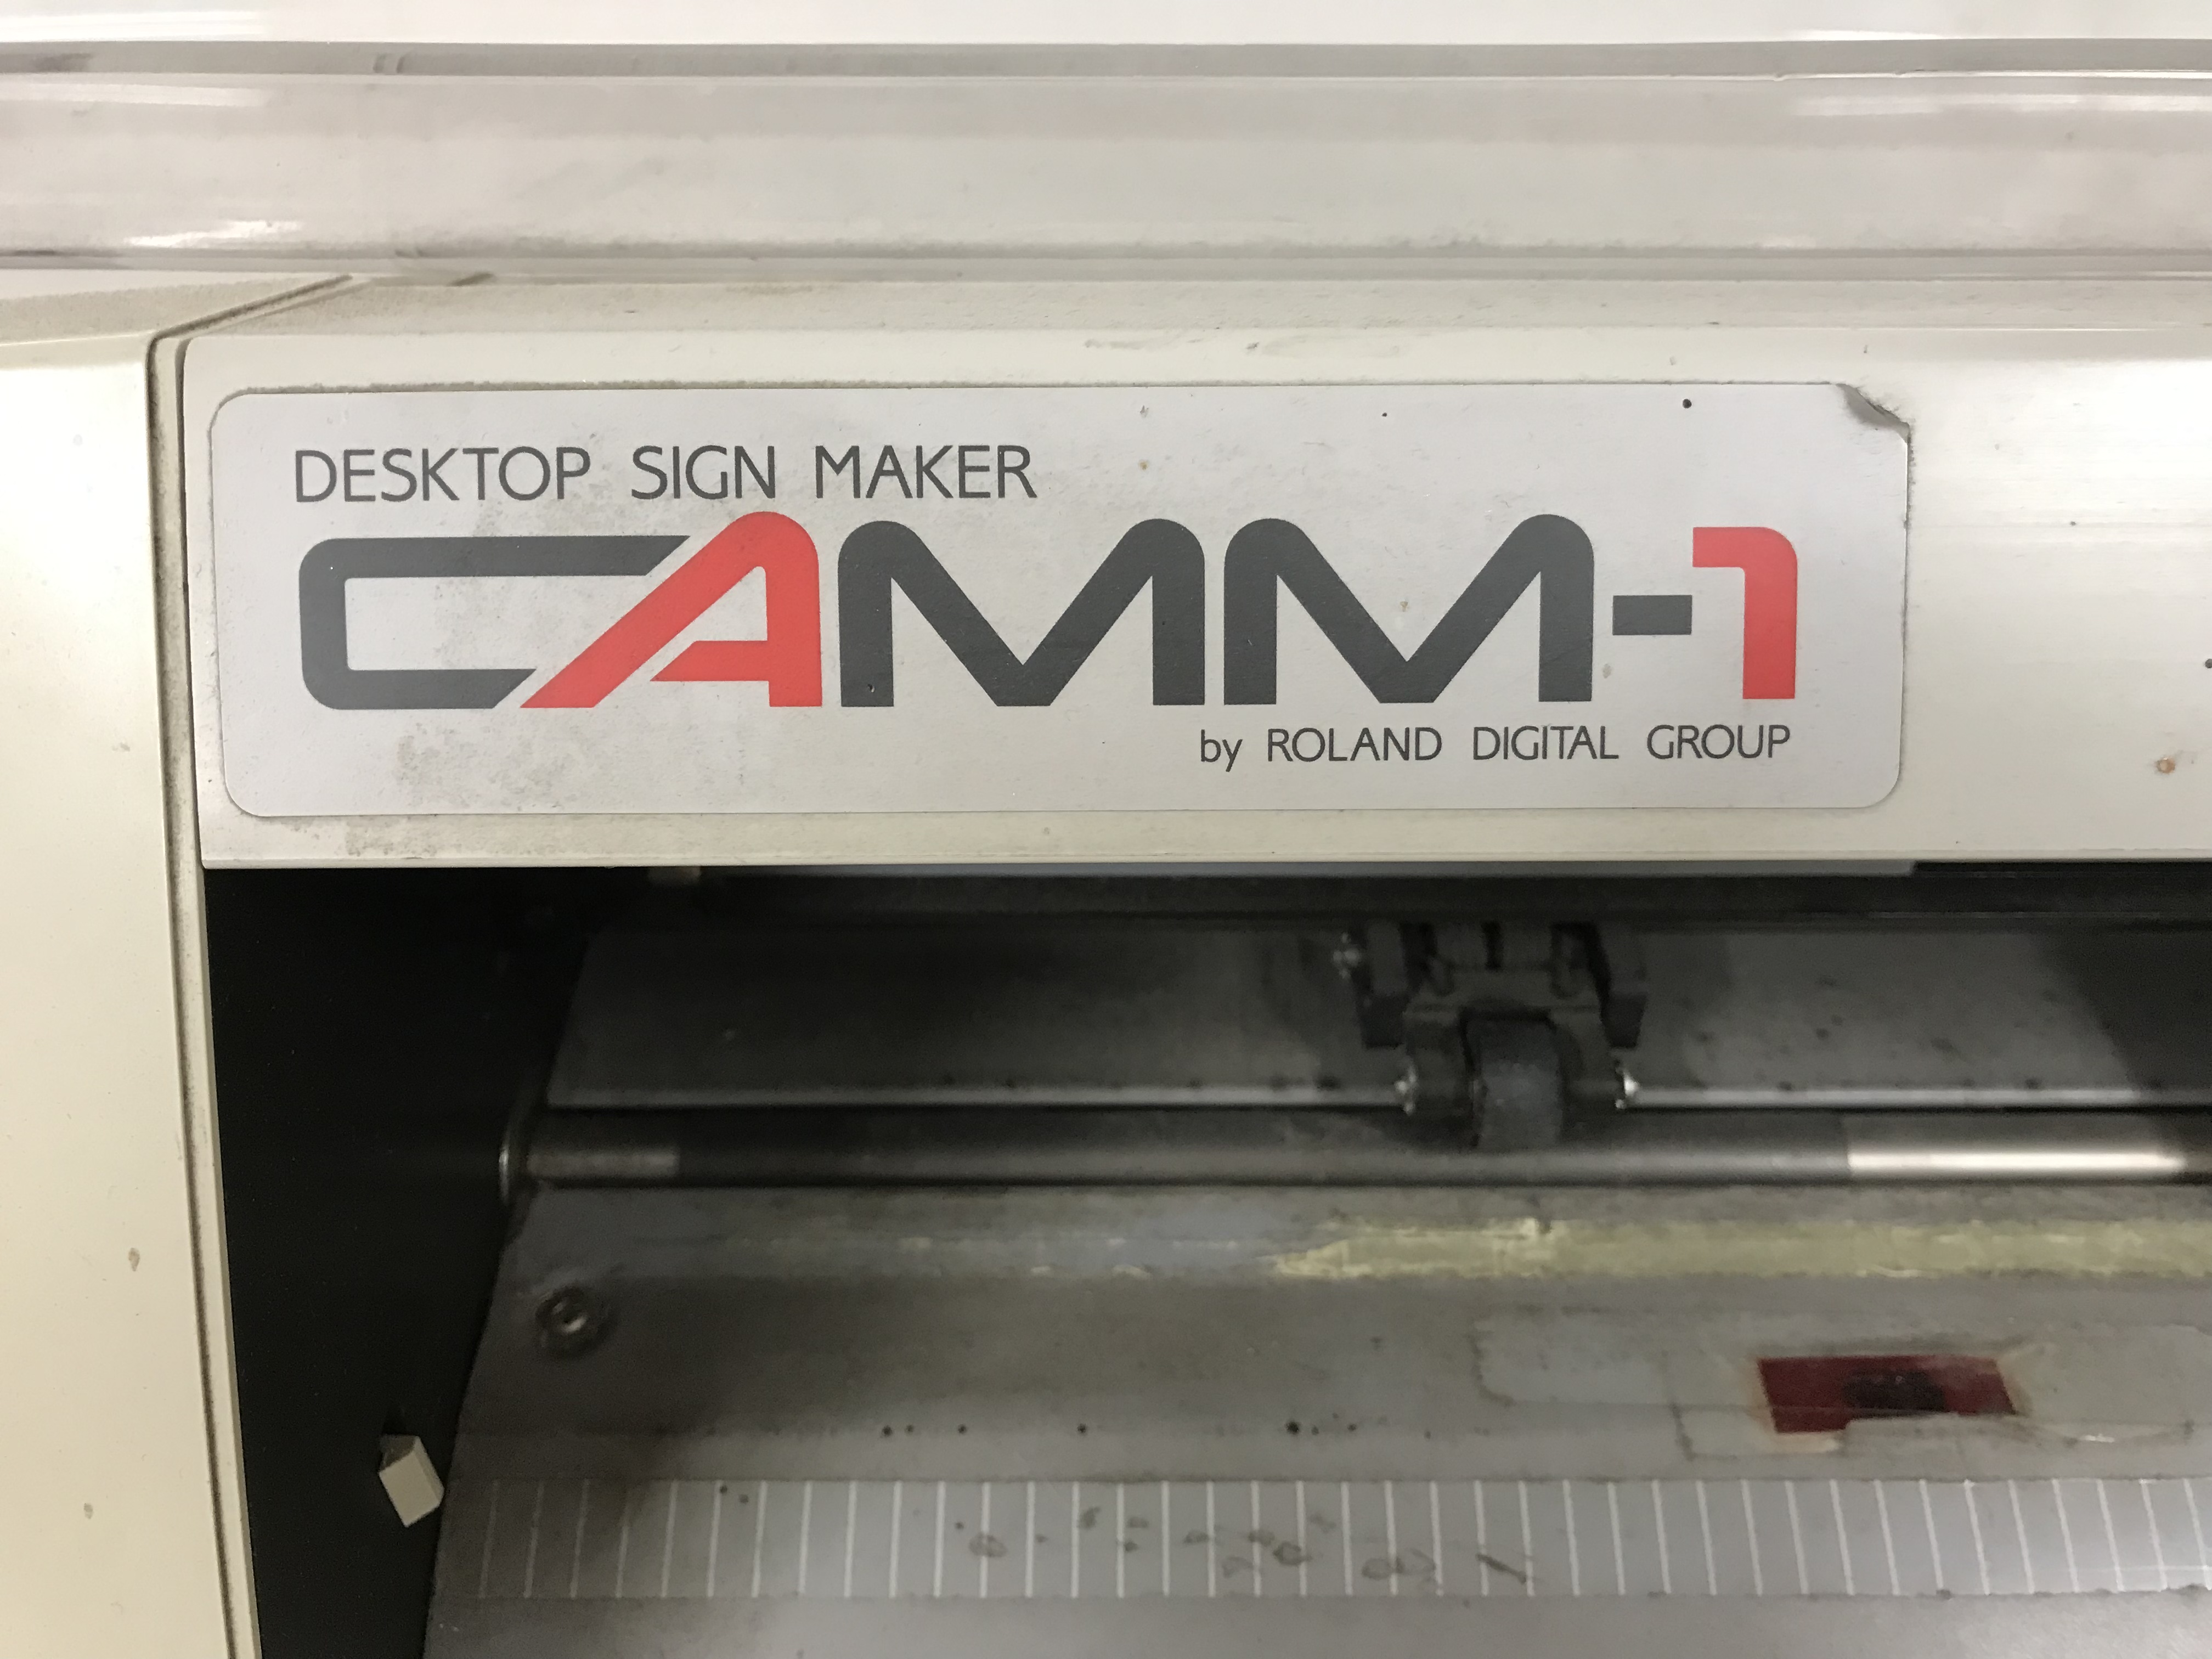 DESKTOP SIGN MAKER
CAMM-1
by ROLAND DIGITAL GROUP